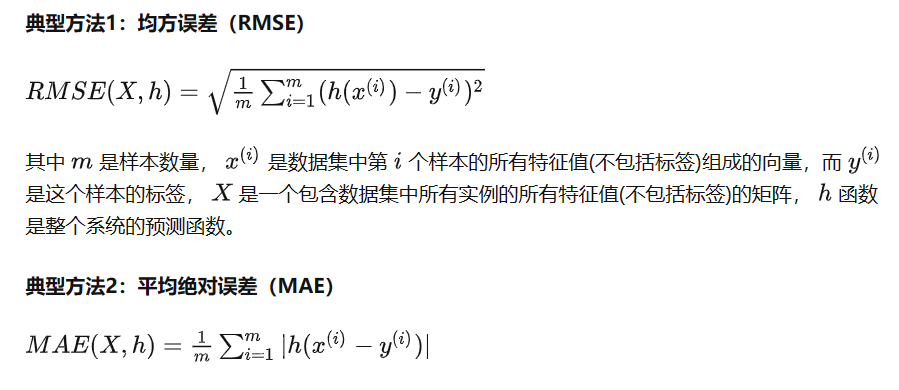 典型方法1：均方误差（RMSE）
RMSE(X, h) = √(1/m ∑_{i=1}^{m} (h(x^{(i)}) − y^{(i)})²)
其中 m 是样本数量， x^{(i)} 是数据集中第 i 个样本的所有特征值(不包括标签)组成的向量，而 y^{(i)}
是这个样本的标签， X 是一个包含数据集中所有实例的所有特征值(不包括标签)的矩阵， h 函数
是整个系统的预测函数。
典型方法2：平均绝对误差（MAE）
MAE(X, h) = 1/m ∑_{i=1}^{m} |h(x^{(i)} − y^{(i)})|